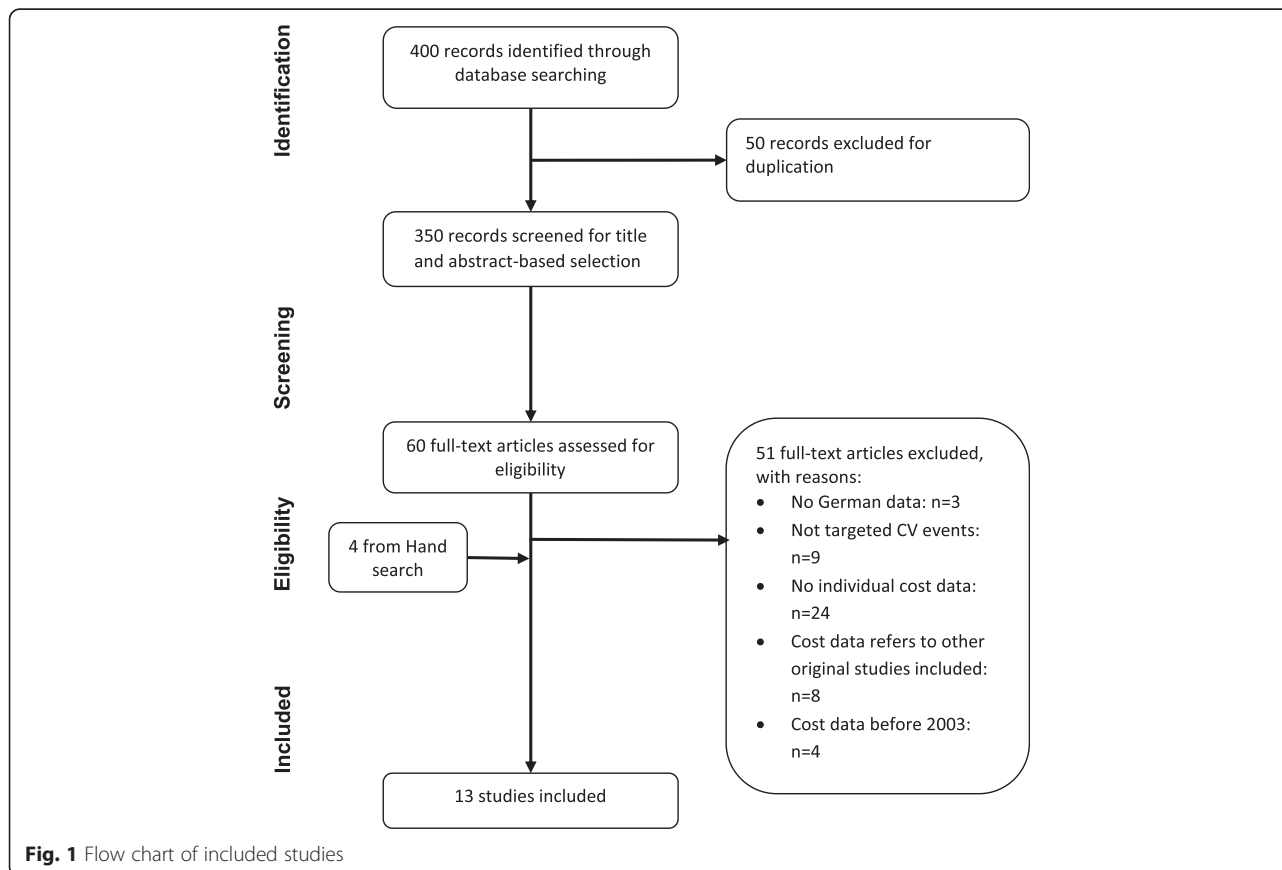 Identification
400 records identified through
database searching
50 records excluded for
duplication
350 records screened for title
and abstract-based selection
Screening
60 full-text articles assessed for
eligibility
Eligibility
4 from Hand
search
51 full-text articles excluded,
with reasons:
• No German data: n=3
• Not targeted CV events:
n=9
• No individual cost data:
n=24
• Cost data refers to other
original studies included:
n=8
• Cost data before 2003:
n=4
Included
13 studies included
Fig. 1 Flow chart of included studies